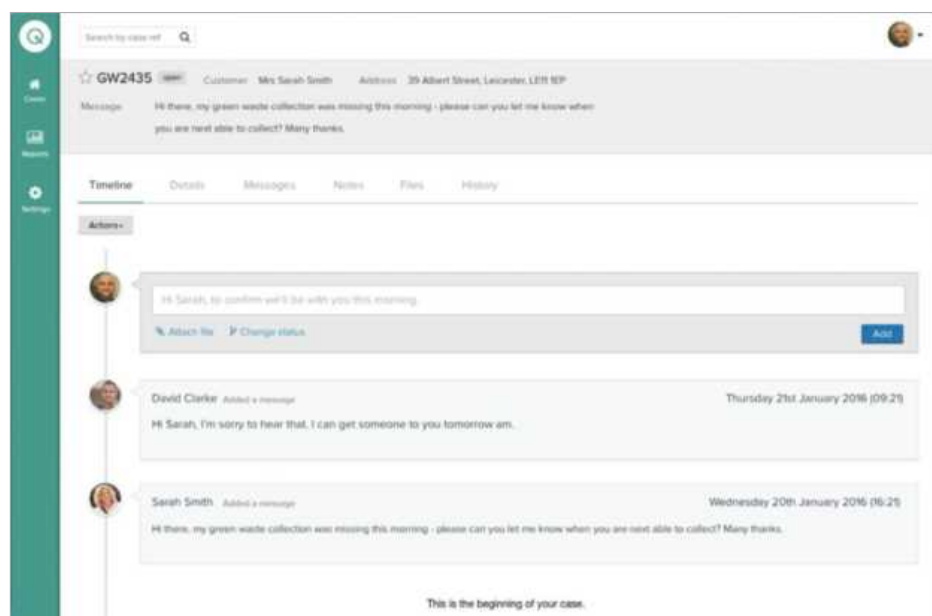 Search by case ref
GW2435 open Customer Mrs Sarah Smith Address 39 Albert Street, Leicester, LE11 1EP
Message Hi there, my green waste collection was missing this morning - please can you let me know when
you are next able to collect? Many thanks.
Cases
Reports
Settings
Timeline Details Messages Notes Files History
Actions
Hi Sarah, to confirm we'll be with you this morning.
Attach file Change status Add
David Clarke Added a message Thursday 21st January 2016 (09:21)
Hi Sarah, I'm sorry to hear that, I can get someone to you tomorrow am.
Sarah Smith Added a message Wednesday 20th January 2016 (16:21)
Hi there, my green waste collection was missing this morning - please can you let me know when you are next able to collect? Many thanks.
This is the beginning of your case.